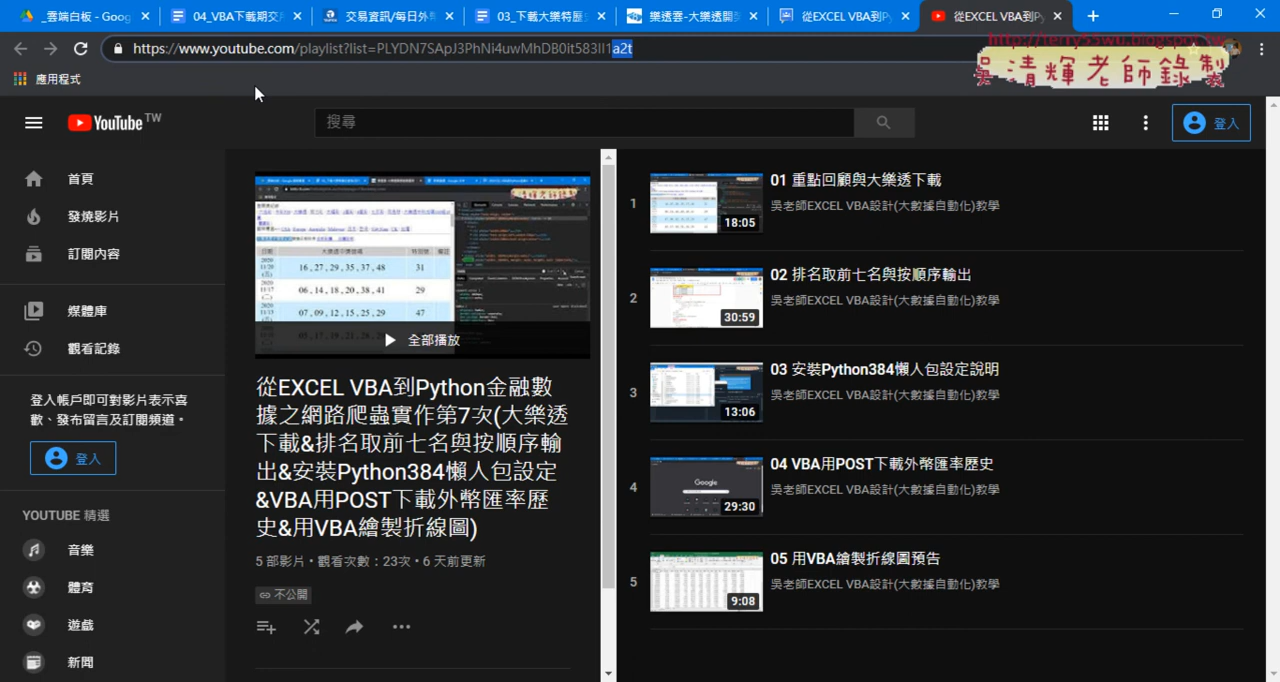 _雲端白板 - Goog
04_VBA下載期交
交易資訊/每日外
03_下載大樂特歷
樂透雲-大樂透開
從EXCEL VBA到P
從EXCEL VBA到P
https://www.youtube.com/playlist?list=PLYDN7SApJ3PhNi4uwMhDB0it583lI1a2t
http://terry55wu.blogspot.tw
吳清輝老師錄製
應用程式
YouTube TW
搜尋
登入
首頁
發燒影片
訂閱內容
媒體庫
觀看記錄
登入帳戶即可對影片表示喜
歡、發布留言及訂閱頻道。
登入
YOUTUBE 精選
音樂
體育
遊戲
新聞
全部播放
從EXCEL VBA到Python金融數
據之網路爬蟲實作第7次(大樂透
下載&排名取前七名與按順序輸
出&安裝Python384懶人包設定
&VBA用POST下載外幣匯率歷
史&用VBA繪製折線圖)
5 部影片・觀看次數：23次・6 天前更新
不公開
1
18:05
01 重點回顧與大樂透下載
吳老師EXCEL VBA設計(大數據自動化)教學
2
30:59
02 排名取前七名與按順序輸出
吳老師EXCEL VBA設計(大數據自動化)教學
3
13:06
03 安裝Python384懶人包設定說明
吳老師EXCEL VBA設計(大數據自動化)教學
4
Google
29:30
04 VBA用POST下載外幣匯率歷史
吳老師EXCEL VBA設計(大數據自動化)教學
5
9:08
05 用VBA繪製折線圖預告
吳老師EXCEL VBA設計(大數據自動化)教學